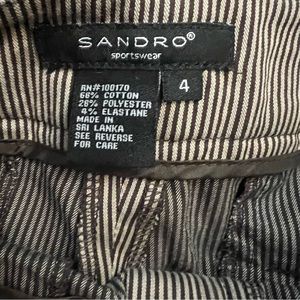 SANDRO®
sportswear
4
RN#100170
68% COTTON
28% POLYESTER
4% ELASTANE
MADE IN
SRI LANKA
SEE REVERSE
FOR CARE